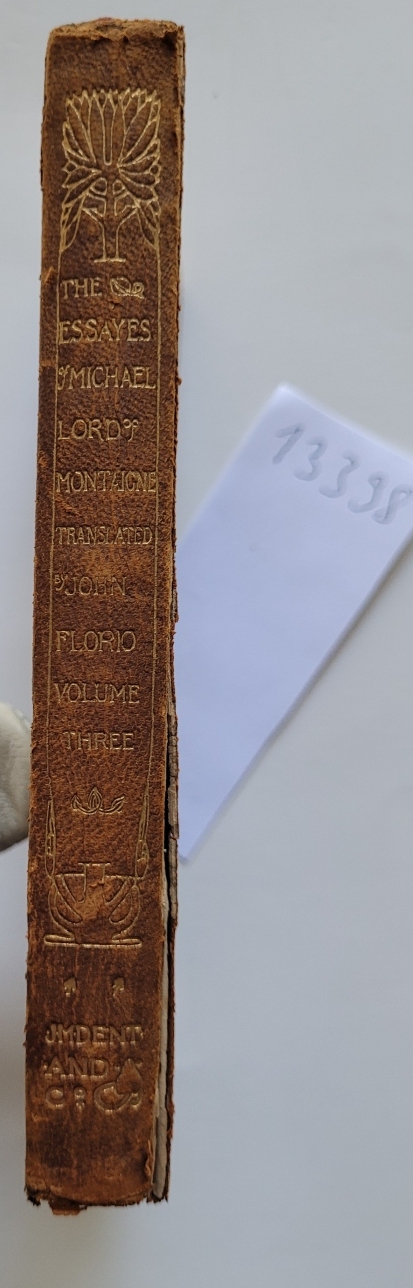 THE
ESSAYES
of MICHAEL
LORD of
MONTAIGNE
TRANSLATED
BY JOHN
FLORIO
VOLUME
THREE
J·M·DENT
AND
Co
13398